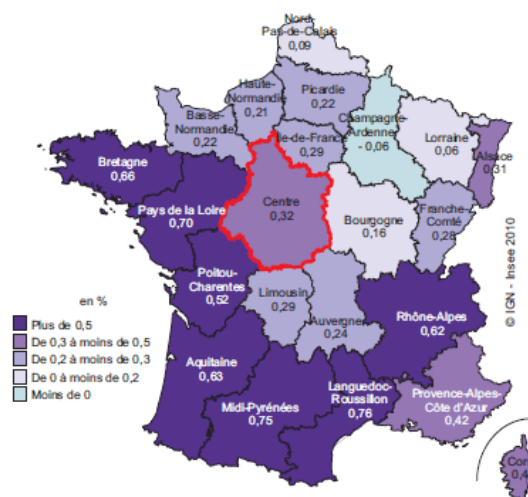 Nord-
Pas-de-Calais
0,09
Haute-
Normandie
0,21
Picardie
0,22
Basse-
Normandie
0,22
Île-de-France
0,29
Champagne-
Ardenne
- 0,06
Lorraine
0,06
Alsace
0,31
Bretagne
0,66
Pays de la Loire
0,70
Centre
0,32
Bourgogne
0,16
Franche-
Comté
0,28
Poitou-
Charentes
0,52
Limousin
0,29
Auvergne
0,24
Rhône-Alpes
0,62
Aquitaine
0,63
Midi-Pyrénées
0,75
Languedoc-
Roussillon
0,76
Provence-Alpes-
Côte d'Azur
0,42
en %
Plus de 0,5
De 0,3 à moins de 0,5
De 0,2 à moins de 0,3
De 0 à moins de 0,2
Moins de 0
© IGN - Insee 2010